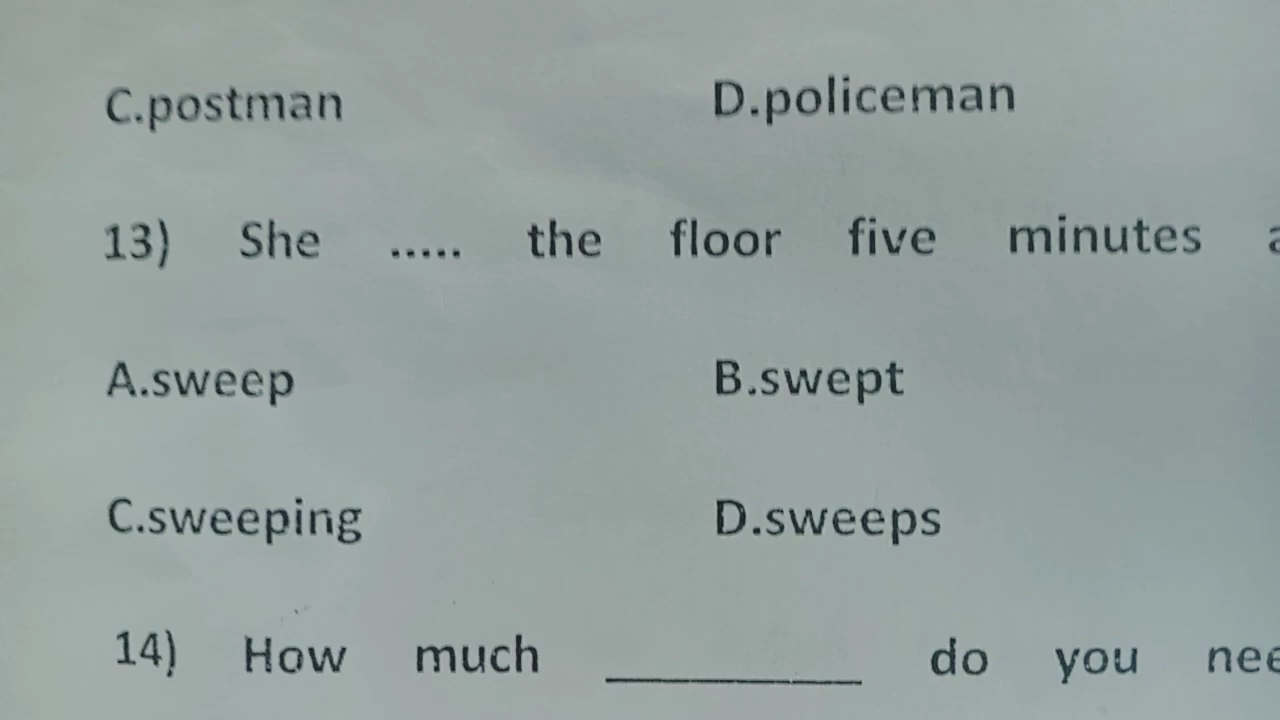 C.postman D.policeman
13) She ..... the floor five minutes
A.sweep B.swept
C.sweeping D.sweeps
14) How much __________ do you